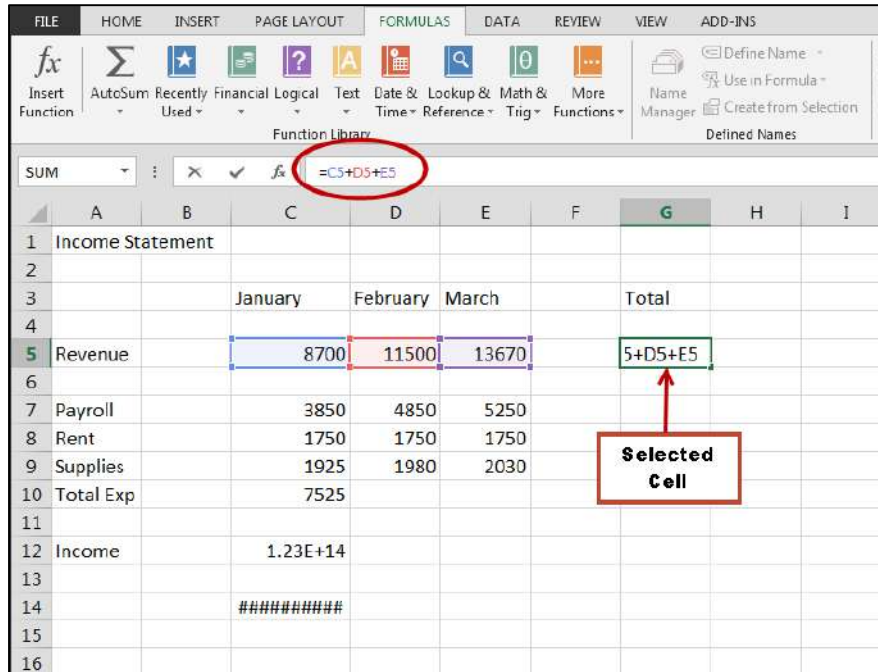 FILE HOME INSERT PAGE LAYOUT FORMULAS DATA REVIEW VIEW ADD-INS
fx Σ ? A θ ... Define Name
Use in Formula
Insert AutoSum Recently Financial Logical Text Date & Lookup & Math & More Name
Function Used Time Reference Trig Functions Manager Create from Selection
Function Library Defined Names
SUM fx =C5+D5+E5
A B C D E F G H I
1 Income Statement
2
3 January February March Total
4
5 Revenue 8700 11500 13670 5+D5+E5
6
7 Payroll 3850 4850 5250
8 Rent 1750 1750 1750
9 Supplies 1925 1980 2030
10 Total Exp 7525
11
12 Income 1.23E+14
13
14 ##########
15
16
Selected
Cell